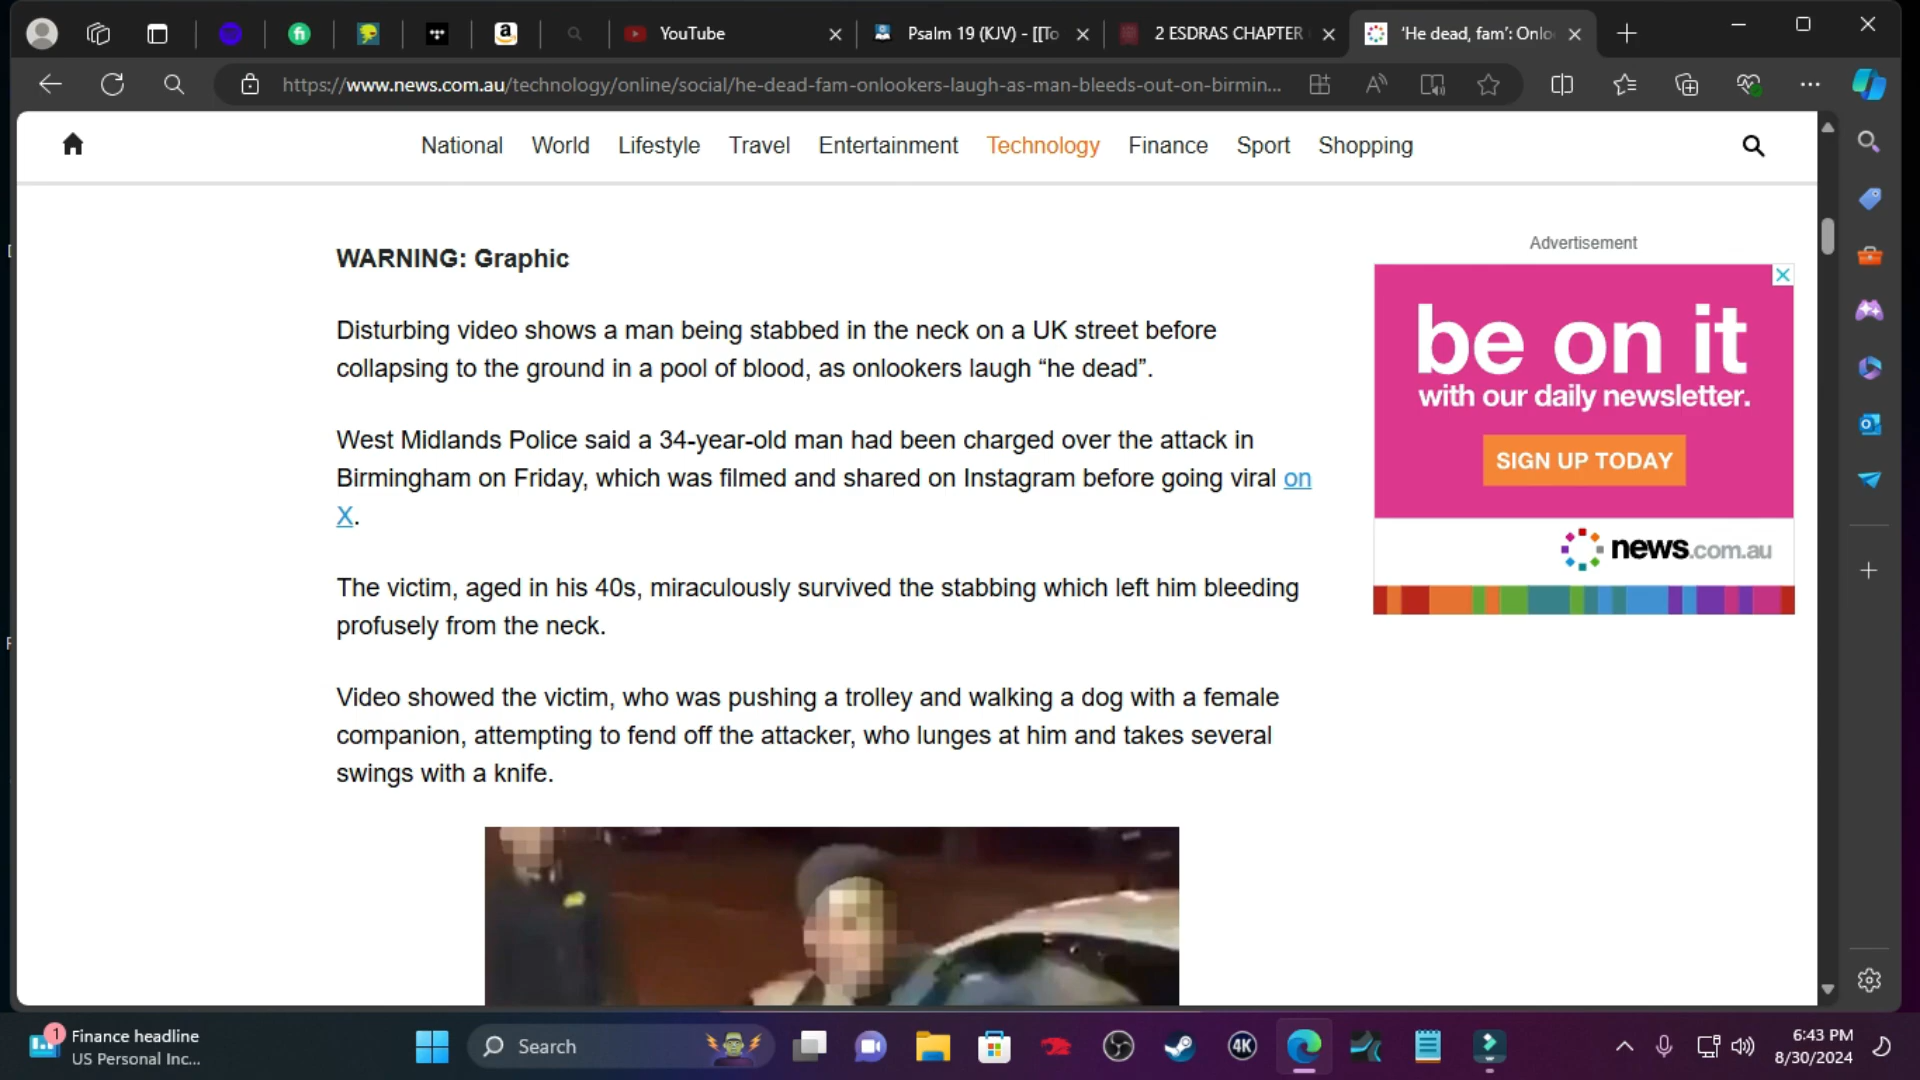 YouTube
Psalm 19 (KJV) - [[To
2 ESDRAS CHAPTER
‘He dead, fam’: Onlo
https://www.news.com.au/technology/online/social/he-dead-fam-onlookers-laugh-as-man-bleeds-out-on-birmin...
National World Lifestyle Travel Entertainment Technology Finance Sport Shopping
WARNING: Graphic
Disturbing video shows a man being stabbed in the neck on a UK street before
collapsing to the ground in a pool of blood, as onlookers laugh “he dead”.
West Midlands Police said a 34-year-old man had been charged over the attack in
Birmingham on Friday, which was filmed and shared on Instagram before going viral on
X.
The victim, aged in his 40s, miraculously survived the stabbing which left him bleeding
profusely from the neck.
Video showed the victim, who was pushing a trolley and walking a dog with a female
companion, attempting to fend off the attacker, who lunges at him and takes several
swings with a knife.
Advertisement
be on it
with our daily newsletter.
SIGN UP TODAY
news.com.au
1
Finance headline
US Personal Inc...
Search
4K
6:43 PM
8/30/2024